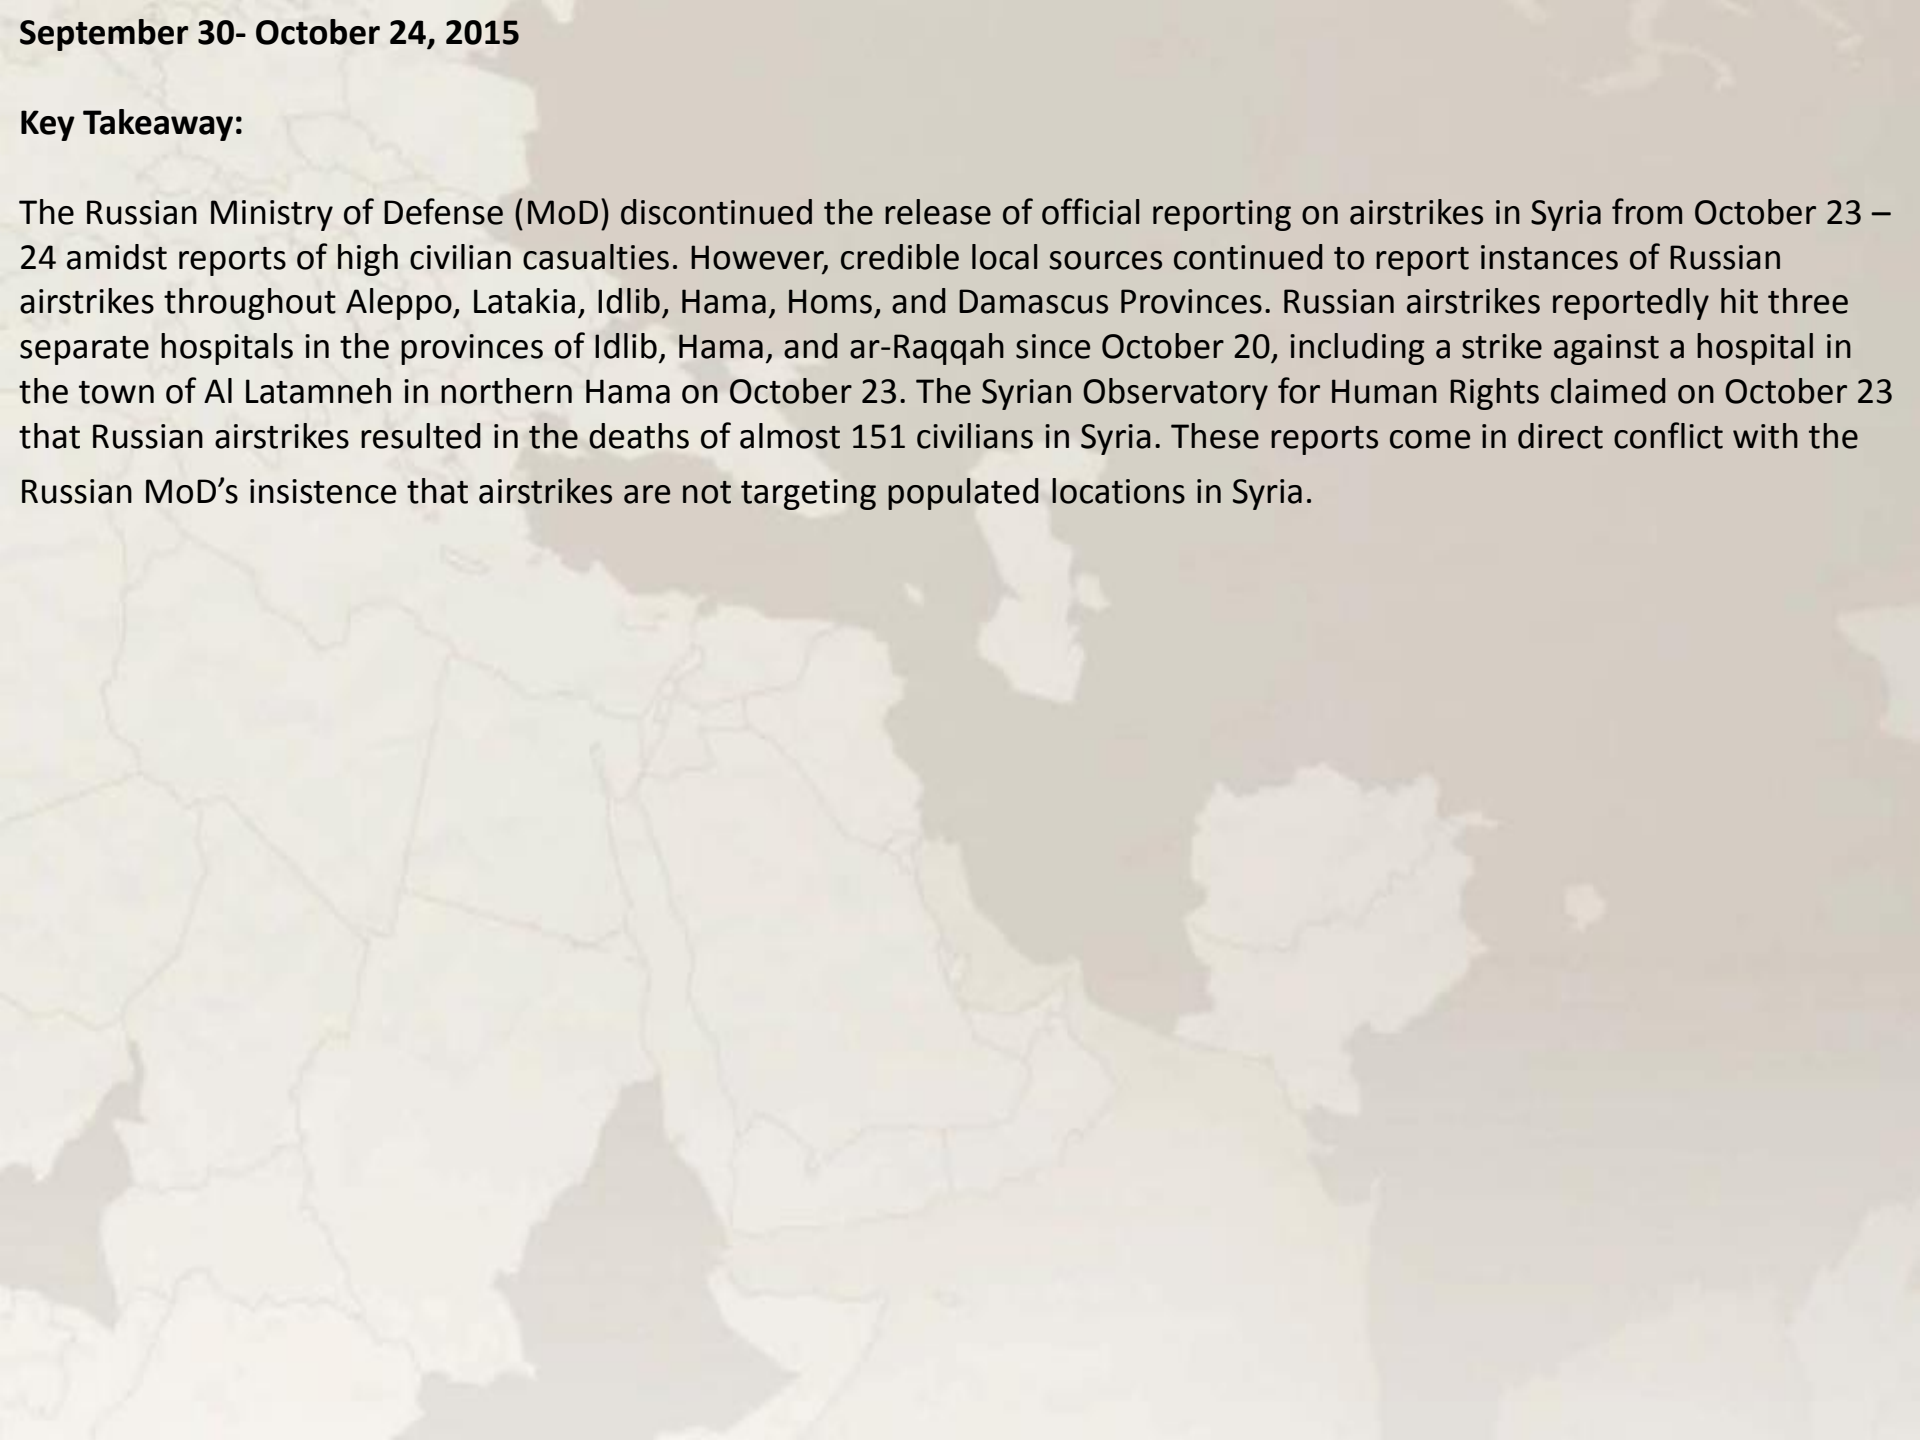 September 30- October 24, 2015
Key Takeaway:
The Russian Ministry of Defense (MoD) discontinued the release of official reporting on airstrikes in Syria from October 23 –
24 amidst reports of high civilian casualties. However, credible local sources continued to report instances of Russian
airstrikes throughout Aleppo, Latakia, Idlib, Hama, Homs, and Damascus Provinces. Russian airstrikes reportedly hit three
separate hospitals in the provinces of Idlib, Hama, and ar-Raqqah since October 20, including a strike against a hospital in
the town of Al Latamneh in northern Hama on October 23. The Syrian Observatory for Human Rights claimed on October 23
that Russian airstrikes resulted in the deaths of almost 151 civilians in Syria. These reports come in direct conflict with the
Russian MoD’s insistence that airstrikes are not targeting populated locations in Syria.